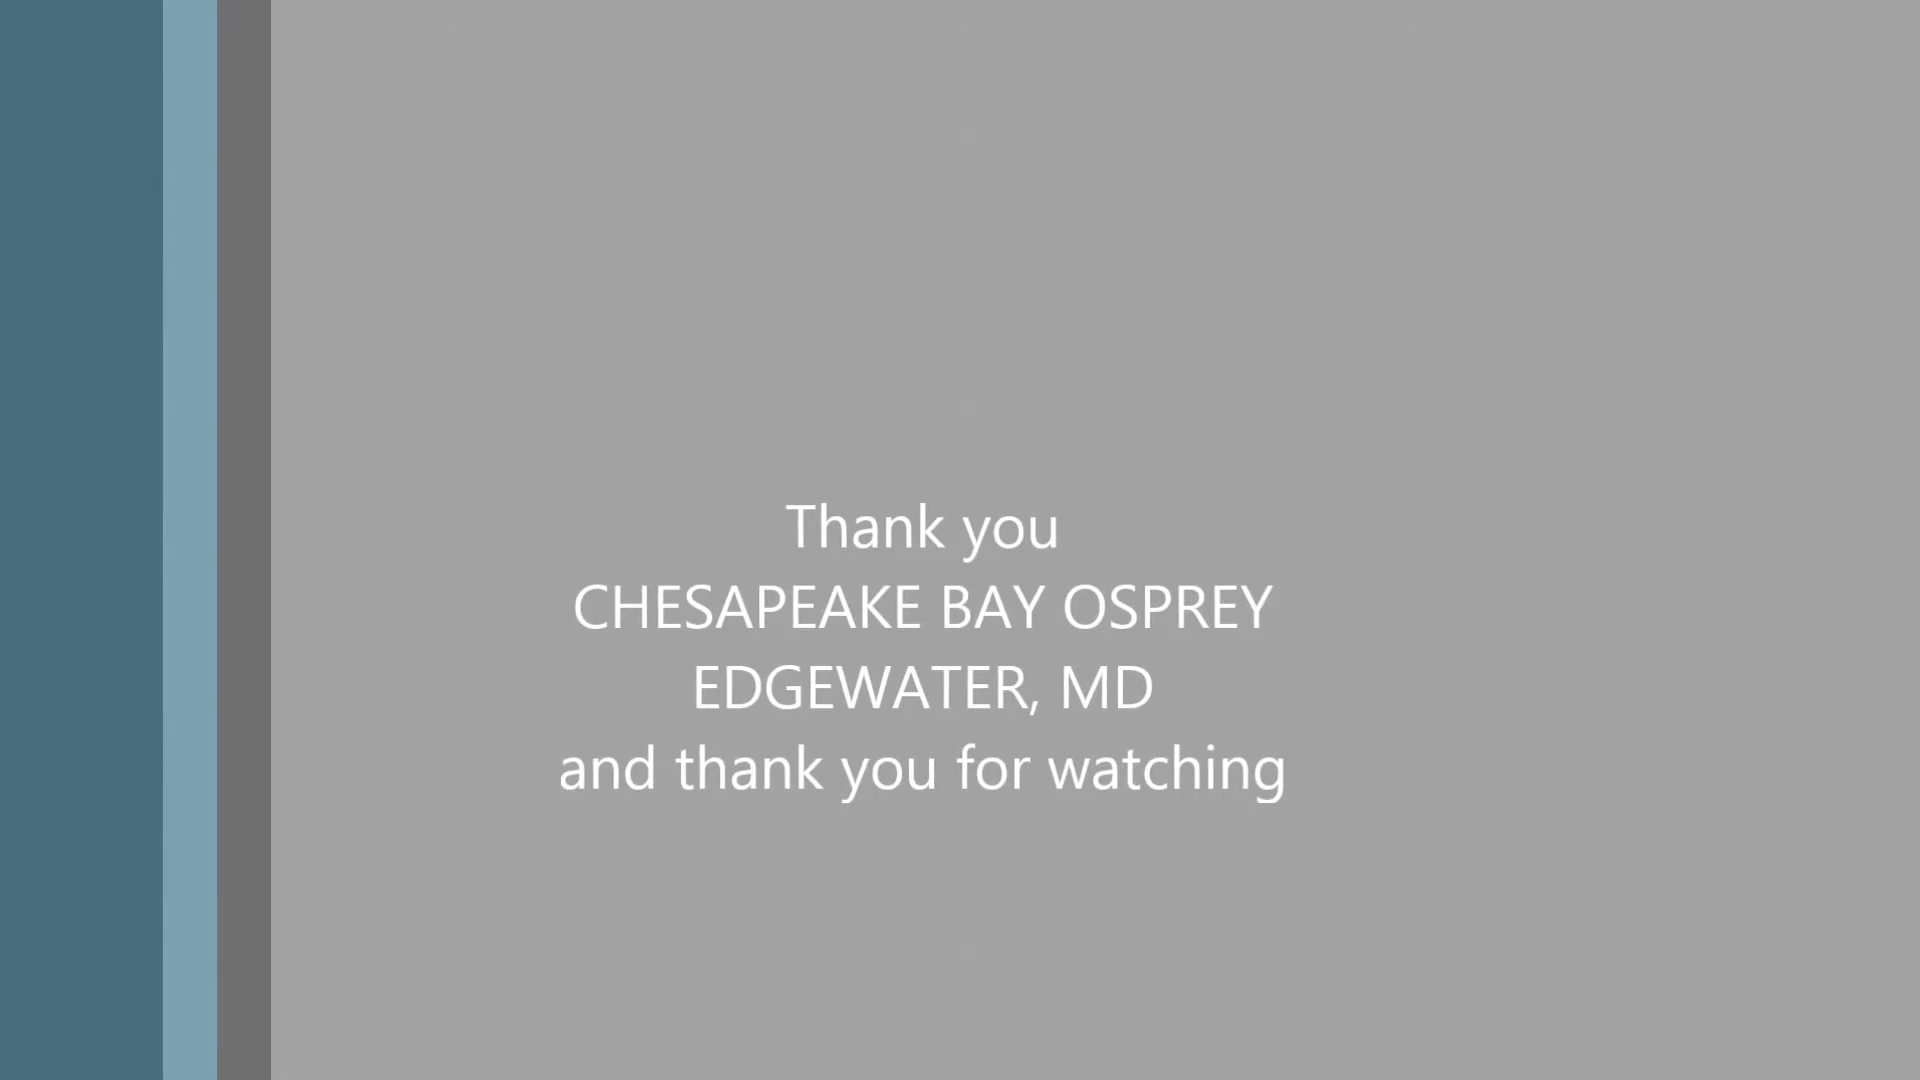 Thank you
CHESAPEAKE BAY OSPREY
EDGEWATER, MD
and thank you for watching